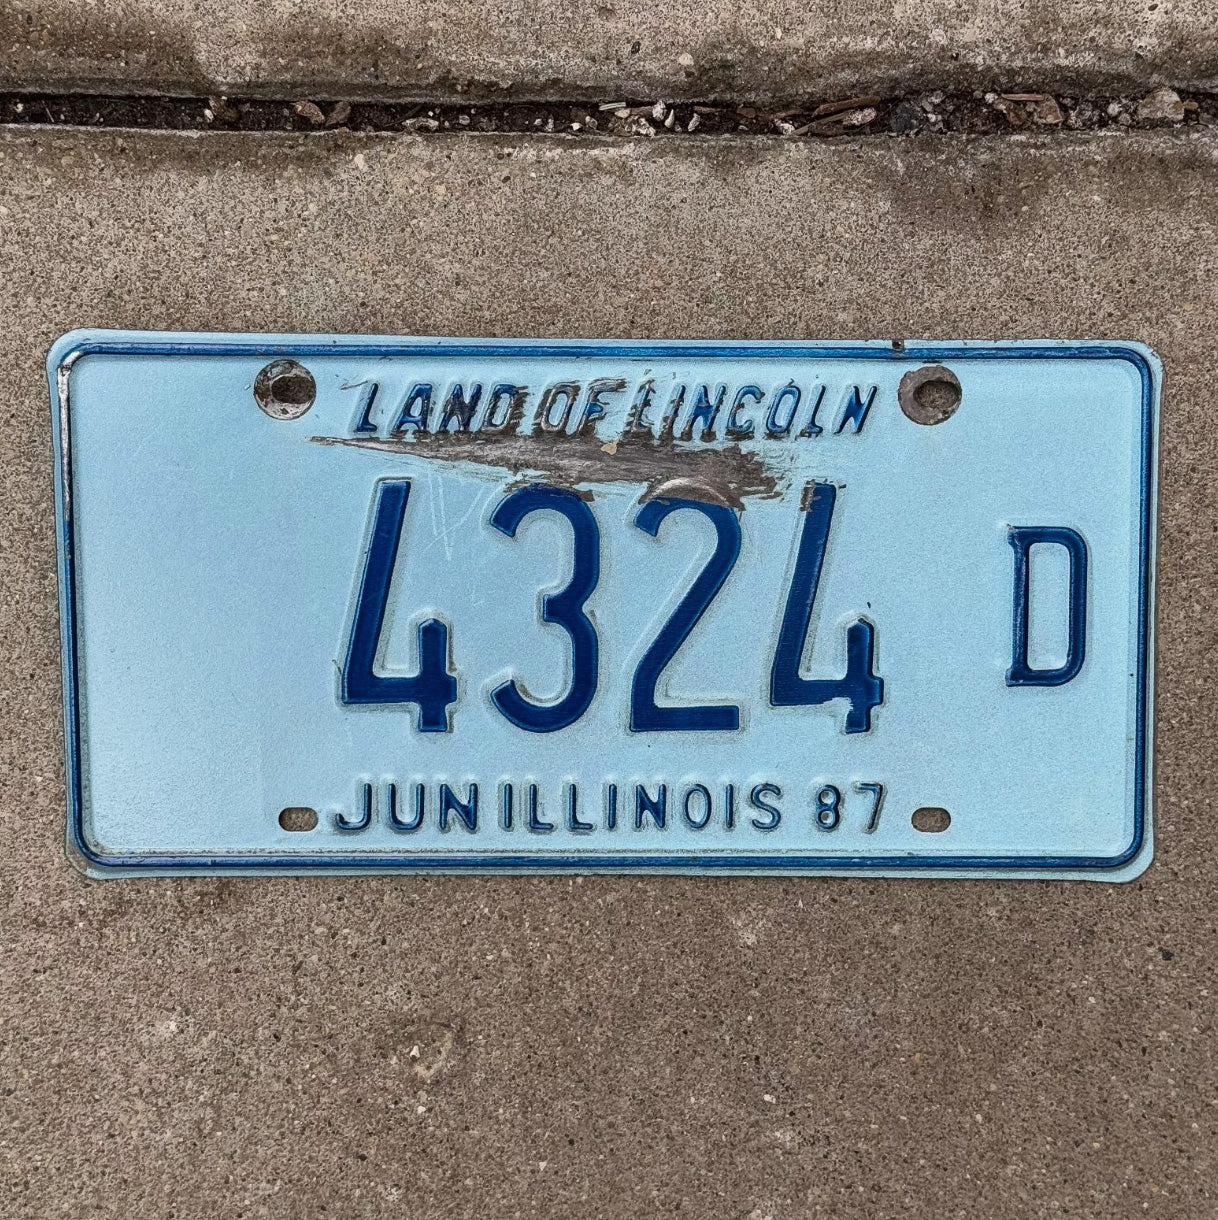 LAND OF LINCOLN
4324 D
JUN ILLINOIS 87